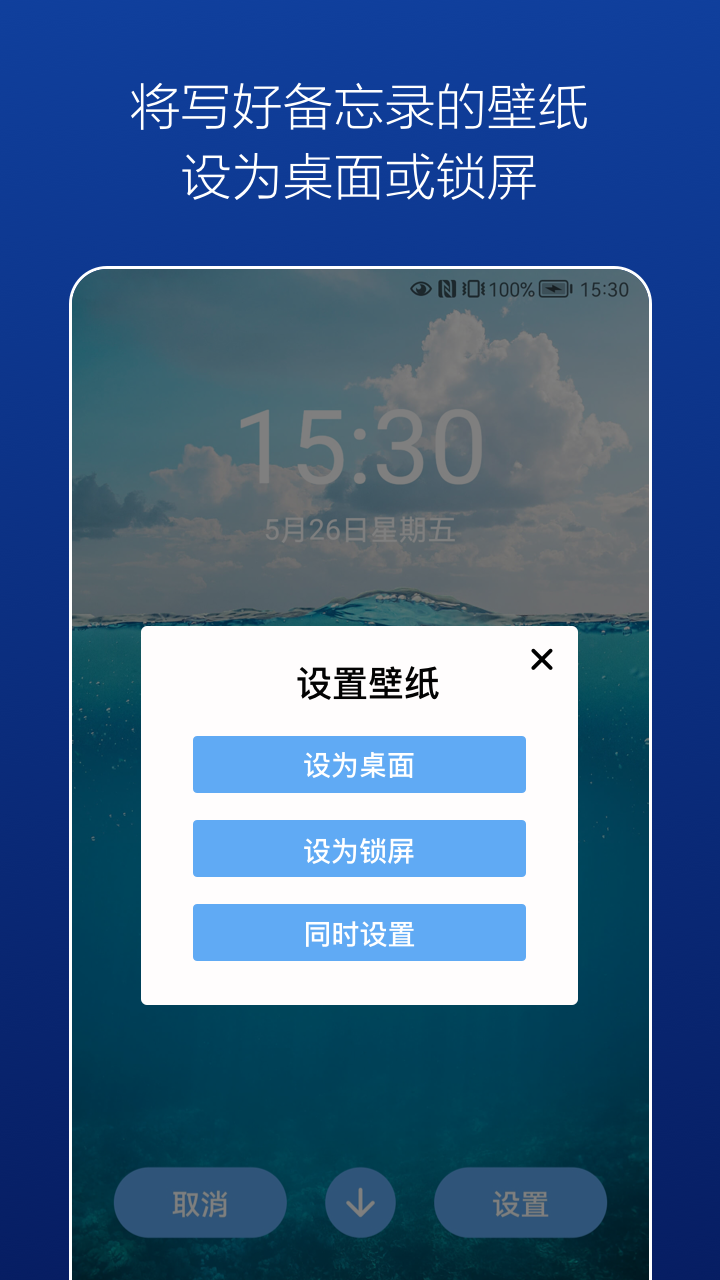 将写好备忘录的壁纸
设为桌面或锁屏
100% 15:30
15:30
5月26日星期五
设置壁纸
设为桌面
设为锁屏
同时设置
取消
设置